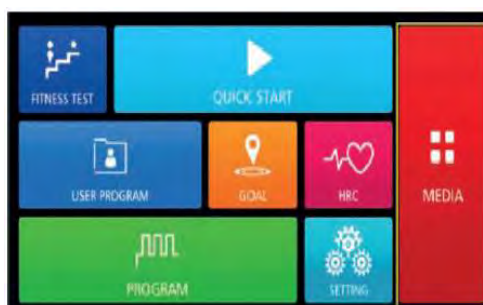 FITNESS TEST
QUICK START
USER PROGRAM
GOAL
HRC
MEDIA
PROGRAM
SETTING